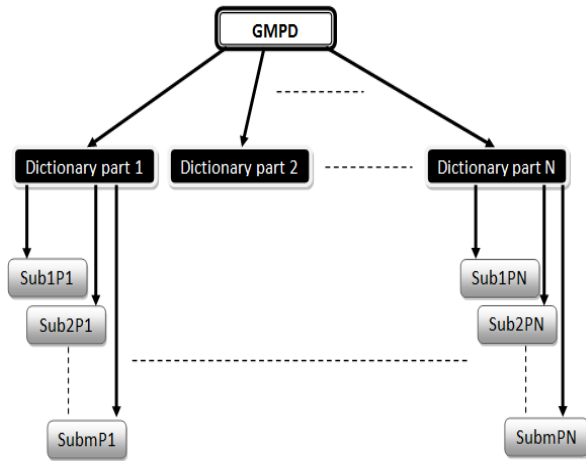 GMPD
Dictionary part 1
Dictionary part 2
Dictionary part N
Sub1P1
Sub1PN
Sub2P1
Sub2PN
SubmP1
SubmPN